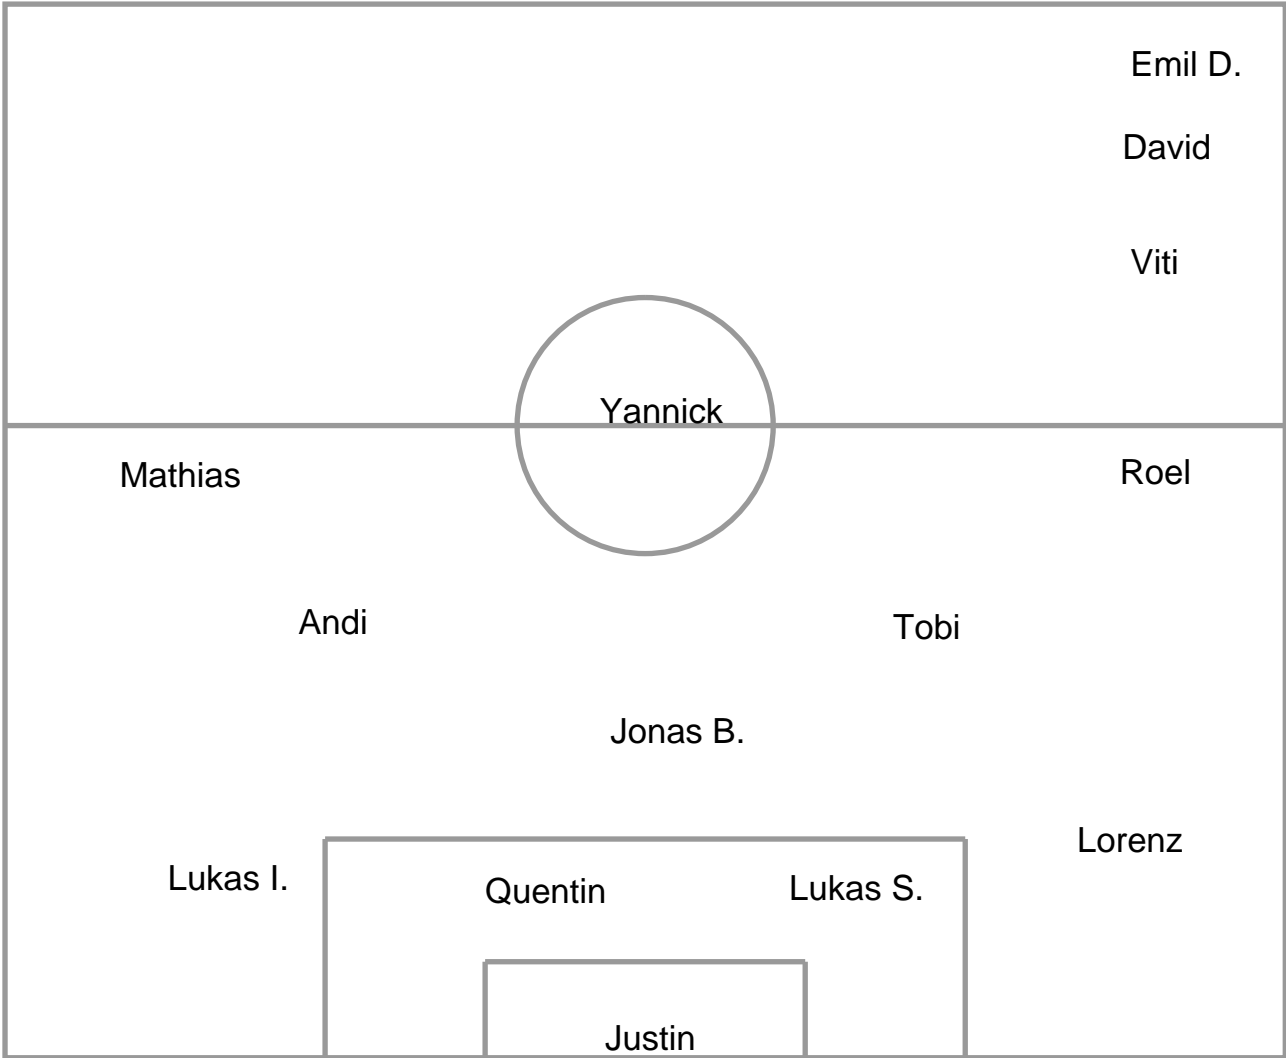 Emil D.
David
Viti
Yannick
Mathias
Roel
Andi
Tobi
Jonas B.
Lorenz
Lukas I.
Quentin
Lukas S.
Justin